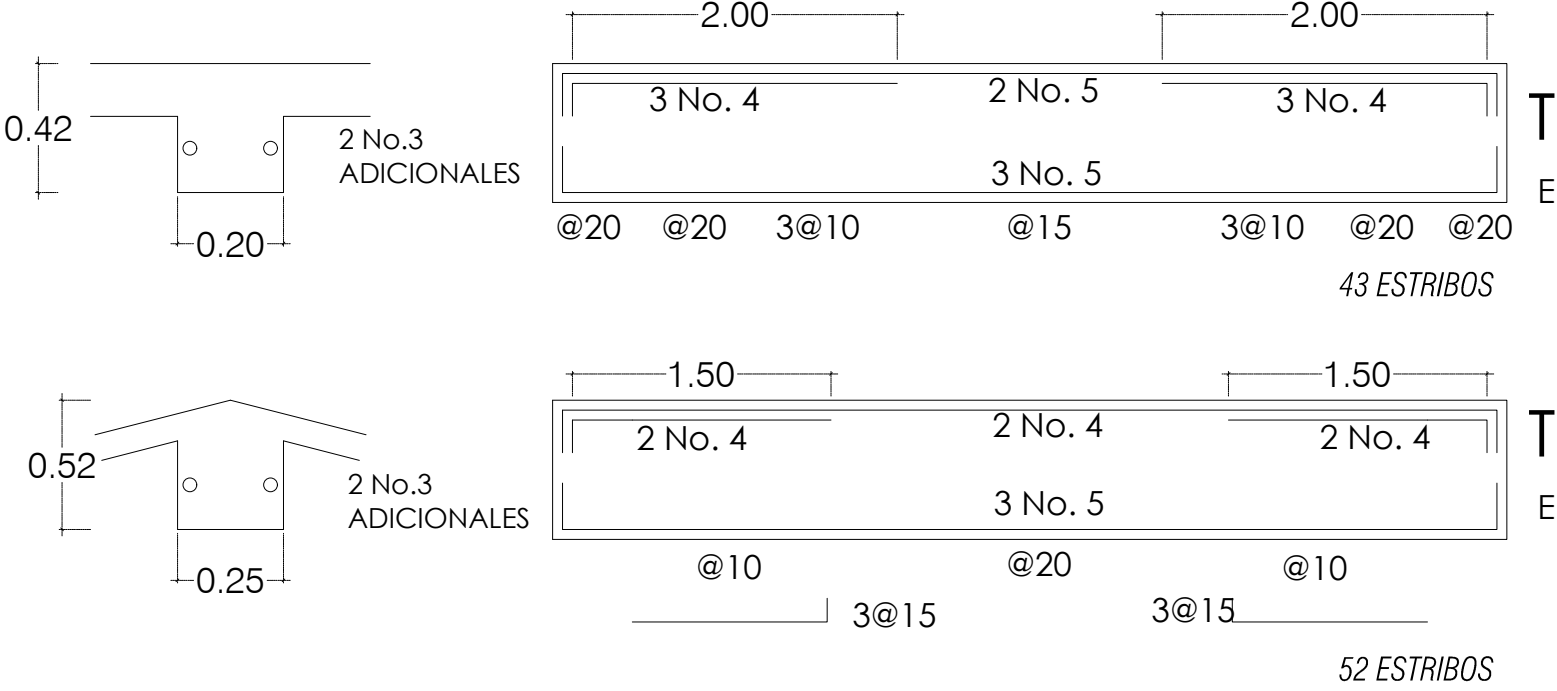 2.00
2.00
0.42
3 No. 4
2 No. 5
3 No. 4
T
2 No.3
ADICIONALES
3 No. 5
E
0.20
@20
@20
3@10
@15
3@10
@20
@20
43 ESTRIBOS
1.50
1.50
2 No. 4
2 No. 4
2 No. 4
T
0.52
2 No.3
ADICIONALES
3 No. 5
E
0.25
@10
@20
@10
3@15
3@15
52 ESTRIBOS